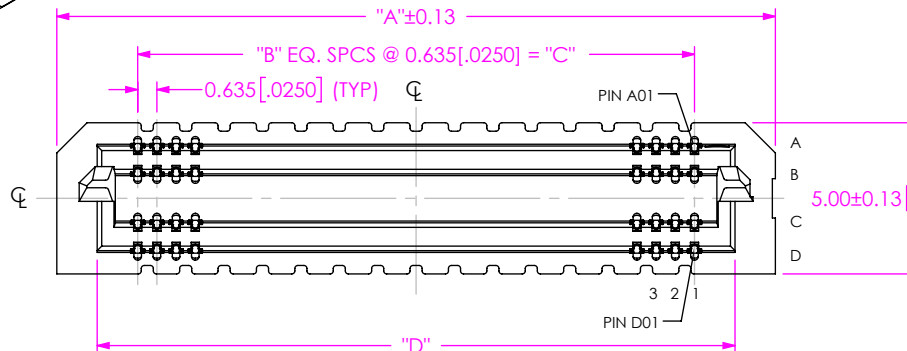 "A"±0.13
"B" EQ. SPCS @ 0.635[.0250] = "C"
0.635[.0250] (TYP)
℄
PIN A01
A
B
℄
5.00±0.13[
C
D
3 2 1
PIN D01
"D"